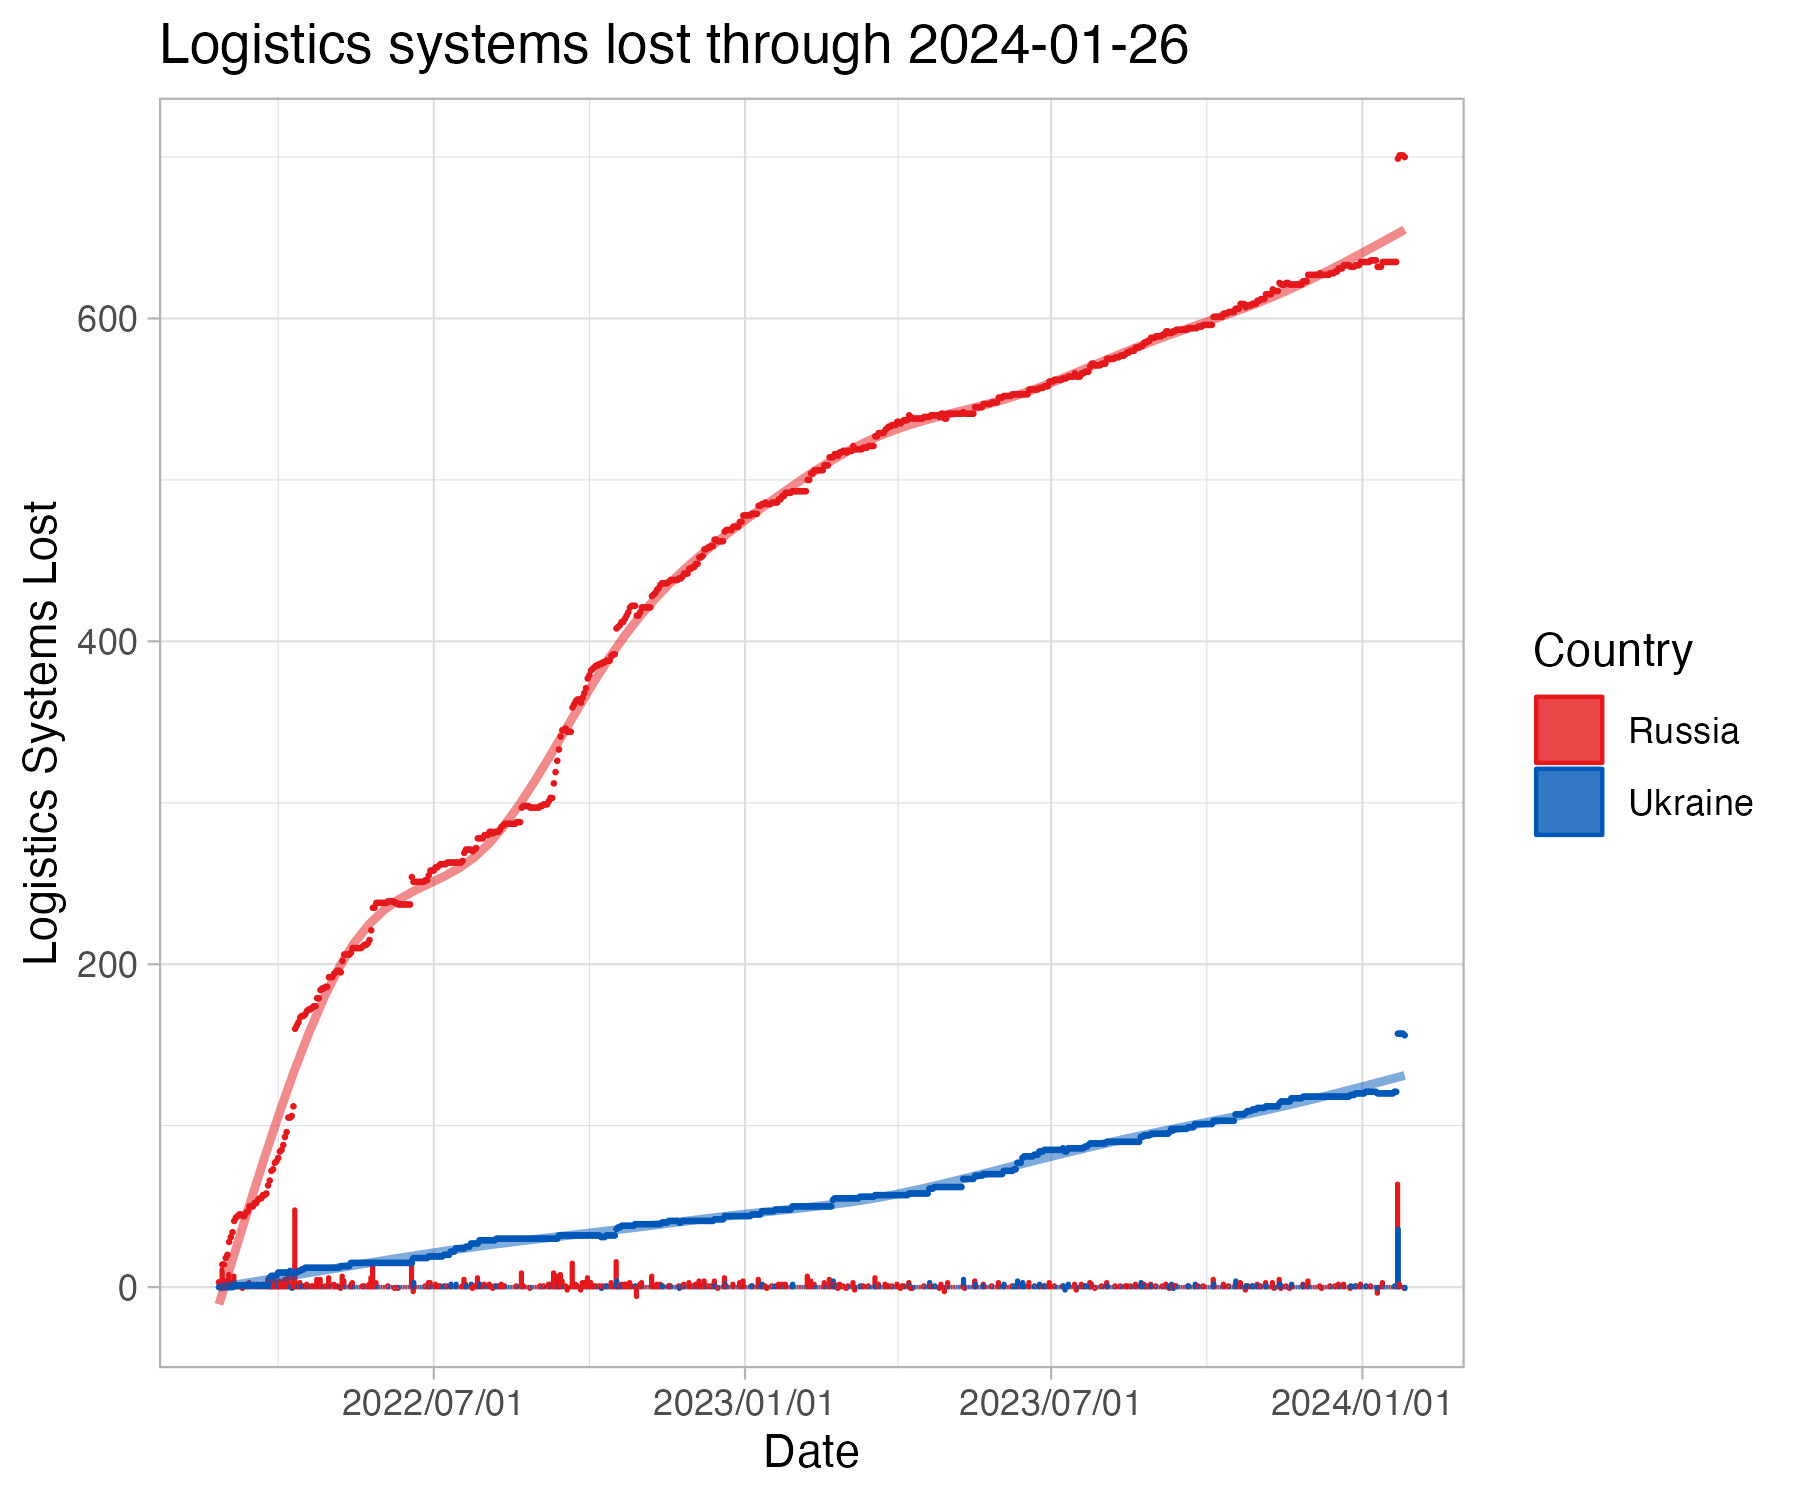 Logistics systems lost through 2024-01-26
Logistics Systems Lost
600
400
200
0
2022/07/01
2023/01/01
2023/07/01
2024/01/01
Date
Country
Russia
Ukraine